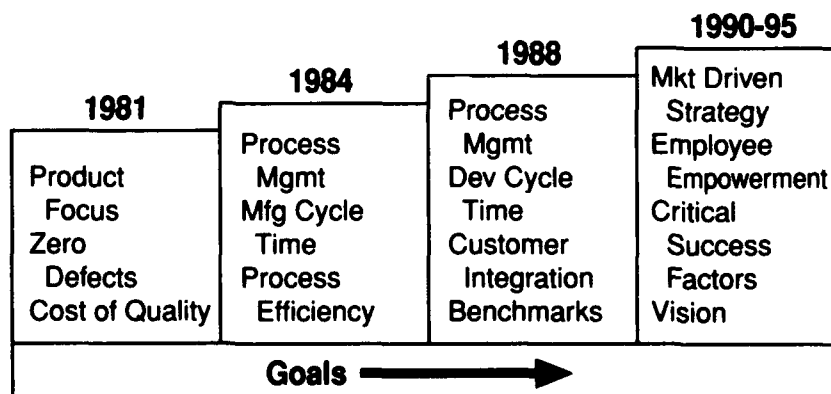 1981
Product
Focus
Zero
Defects
Cost of Quality
1984
Process
Mgmt
Mfg Cycle
Time
Process
Efficiency
1988
Process
Mgmt
Dev Cycle
Time
Customer
Integration
Benchmarks
1990-95
Mkt Driven
Strategy
Employee
Empowerment
Critical
Success
Factors
Vision
Goals